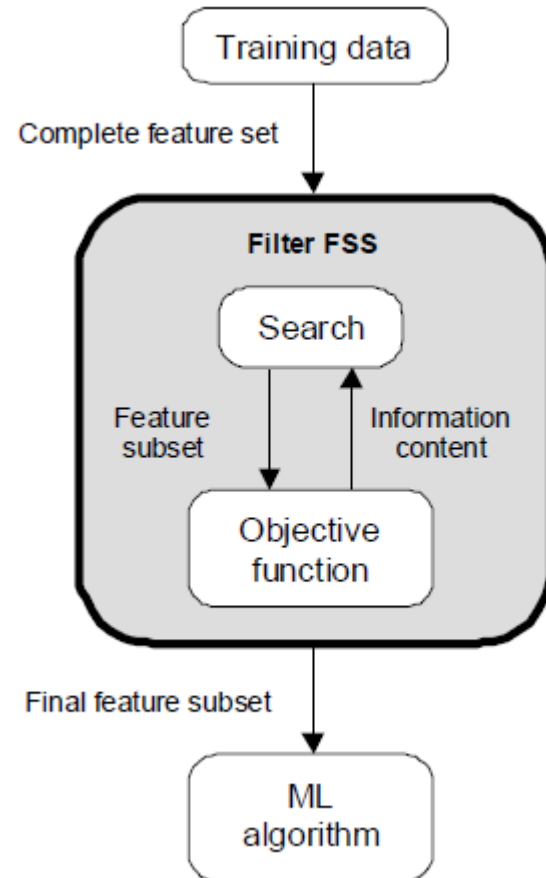 Training data
Complete feature set
Filter FSS
Search
Feature
subset
Information
content
Objective
function
Final feature subset
ML
algorithm